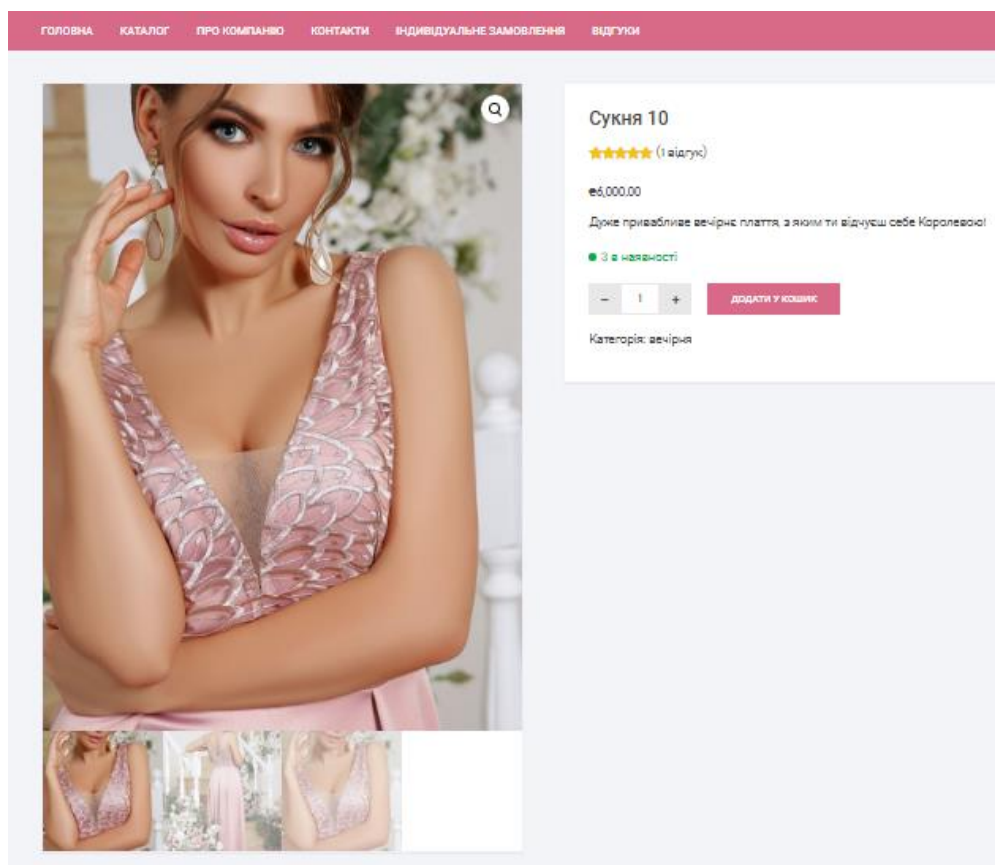 ГОЛОВНА КАТАЛОГ ПРО КОМПАНІЮ КОНТАКТИ ІНДИВІДУАЛЬНЕ ЗАМОВЛЕННЯ ВІДГУКИ
Сукня 10
(1 відгук)
₴6,000.00
Дуже привабливе вечірнє плаття, з яким ти відчуєш себе Королевою!
3 в наявності
- 1 + ДОДАТИ У КОШИК
Категорія: вечірня